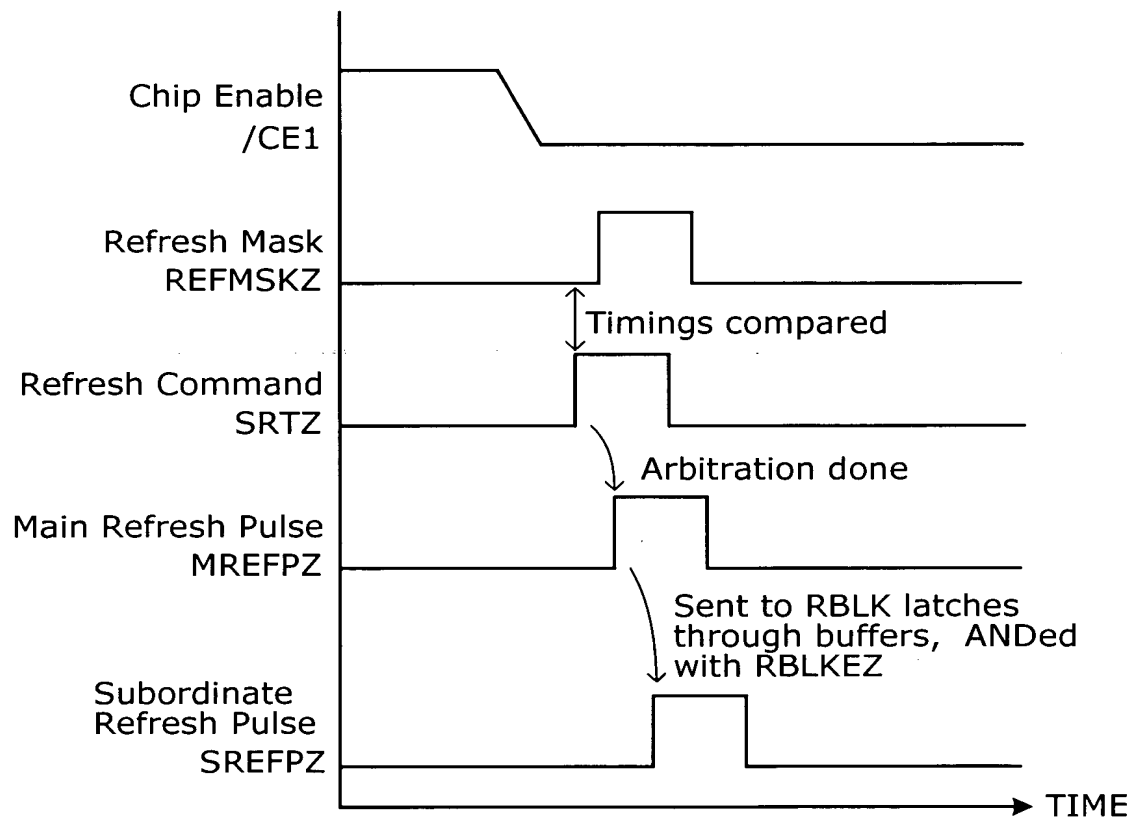 Chip Enable
/CE1
Refresh Mask
REFMSKZ
Timings compared
Refresh Command
SRTZ
Arbitration done
Main Refresh Pulse
MREFPZ
Sent to RBLK latches
through buffers, ANDed
with RBLKEZ
Subordinate
Refresh Pulse
SREFPZ
TIME